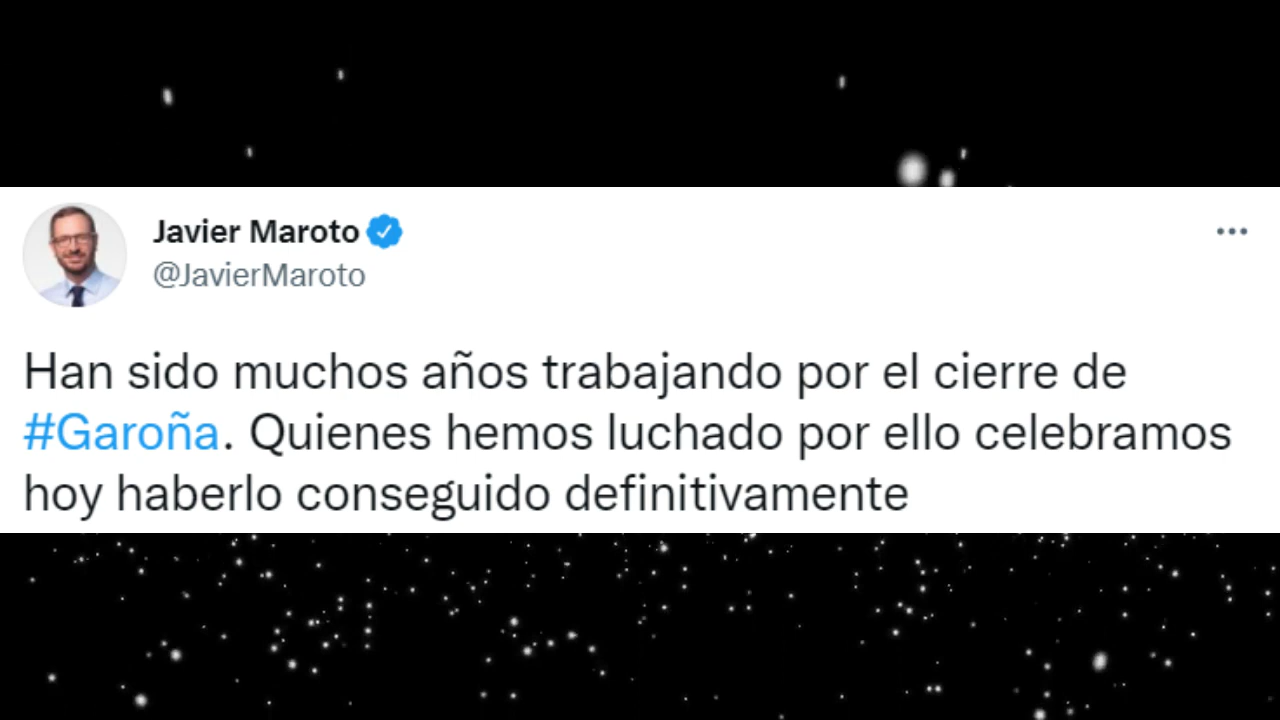 Javier Maroto
@JavierMaroto
Han sido muchos años trabajando por el cierre de
#Garoña. Quienes hemos luchado por ello celebramos
hoy haberlo conseguido definitivamente